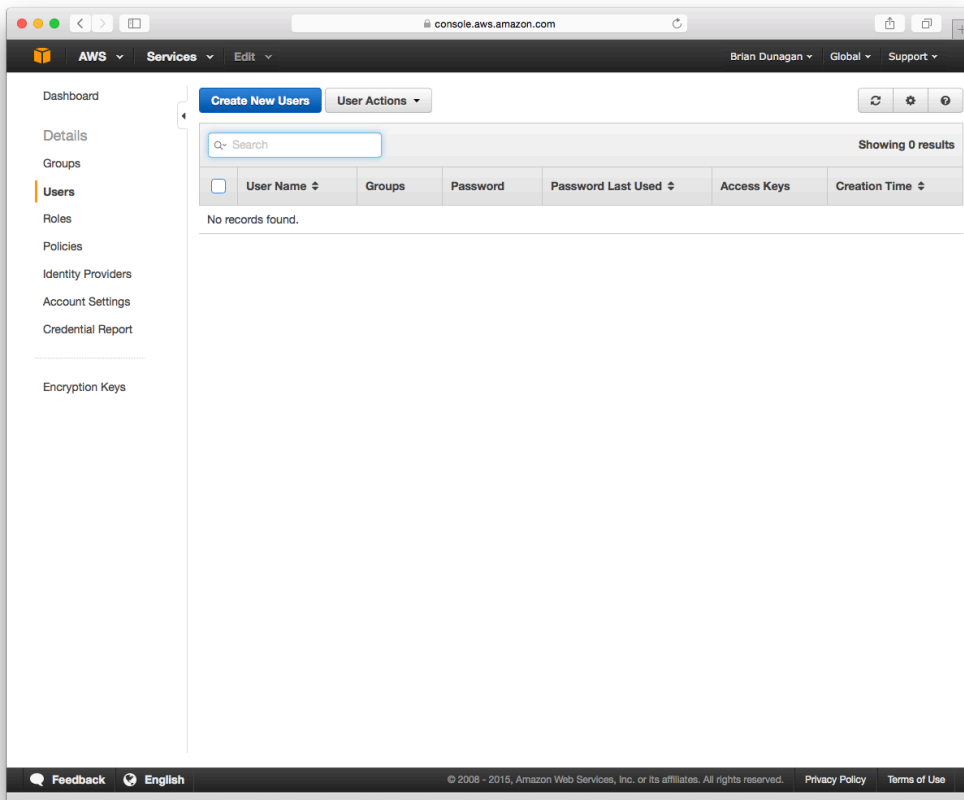 console.aws.amazon.com
AWS Services Edit Brian Dunagan Global Support
Dashboard
Details
Groups
Users
Roles
Policies
Identity Providers
Account Settings
Credential Report
Encryption Keys
Create New Users User Actions
Search Showing 0 results
User Name Groups Password Password Last Used Access Keys Creation Time
No records found.
Feedback English © 2008 - 2015, Amazon Web Services, Inc. or its affiliates. All rights reserved. Privacy Policy Terms of Use